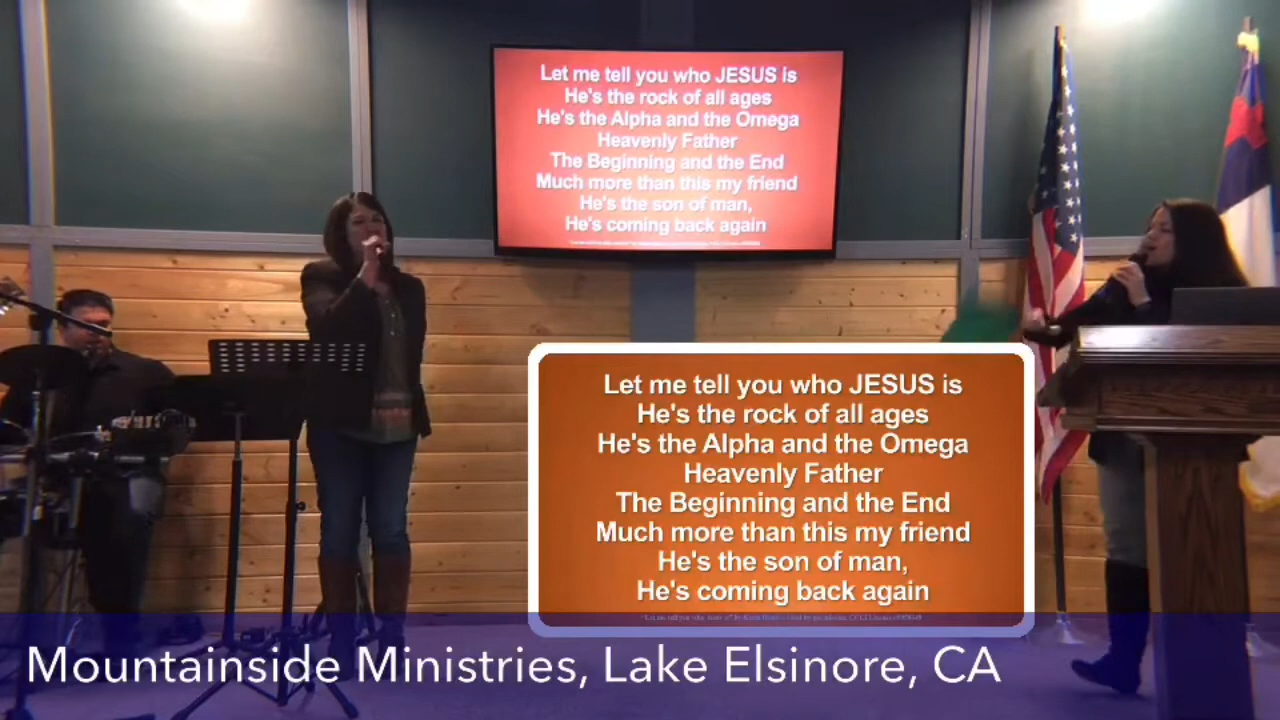 Let me tell you who JESUS is
He's the rock of all ages
He's the Alpha and the Omega
Heavenly Father
The Beginning and the End
Much more than this my friend
He's the son of man,
He's coming back again
Let me tell you who JESUS is
He's the rock of all ages
He's the Alpha and the Omega
Heavenly Father
The Beginning and the End
Much more than this my friend
He's the son of man,
He's coming back again
Mountainside Ministries, Lake Elsinore, CA